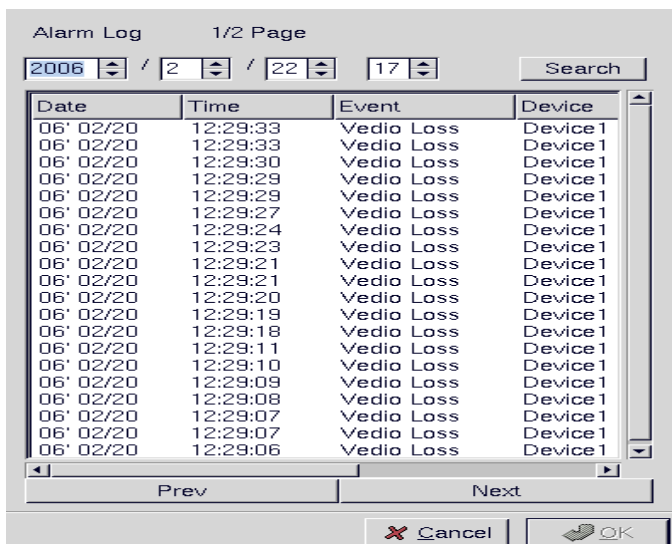 Alarm Log 1/2 Page
2006 / 2 / 22 17 Search
Date Time Event Device
06' 02/20 12:29:33 Vedio Loss Device1
06' 02/20 12:29:33 Vedio Loss Device1
06' 02/20 12:29:30 Vedio Loss Device1
06' 02/20 12:29:29 Vedio Loss Device1
06' 02/20 12:29:29 Vedio Loss Device1
06' 02/20 12:29:27 Vedio Loss Device1
06' 02/20 12:29:24 Vedio Loss Device1
06' 02/20 12:29:23 Vedio Loss Device1
06' 02/20 12:29:21 Vedio Loss Device1
06' 02/20 12:29:21 Vedio Loss Device1
06' 02/20 12:29:20 Vedio Loss Device1
06' 02/20 12:29:19 Vedio Loss Device1
06' 02/20 12:29:18 Vedio Loss Device1
06' 02/20 12:29:11 Vedio Loss Device1
06' 02/20 12:29:10 Vedio Loss Device1
06' 02/20 12:29:09 Vedio Loss Device1
06' 02/20 12:29:08 Vedio Loss Device1
06' 02/20 12:29:07 Vedio Loss Device1
06' 02/20 12:29:07 Vedio Loss Device1
06' 02/20 12:29:06 Vedio Loss Device1
Prev Next
Cancel OK